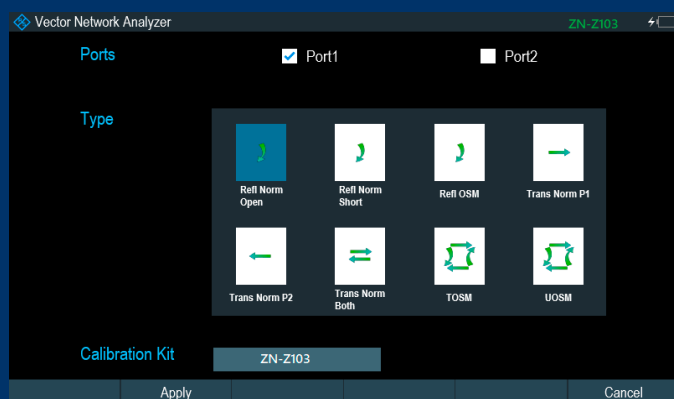 Vector Network Analyzer
ZN-Z103
Ports
Port1
Port2
Type
Refl Norm
Open
Refl Norm
Short
Refl OSM
Trans Norm P1
Trans Norm P2
Trans Norm
Both
TOSM
UOSM
Calibration Kit
ZN-Z103
Apply
Cancel